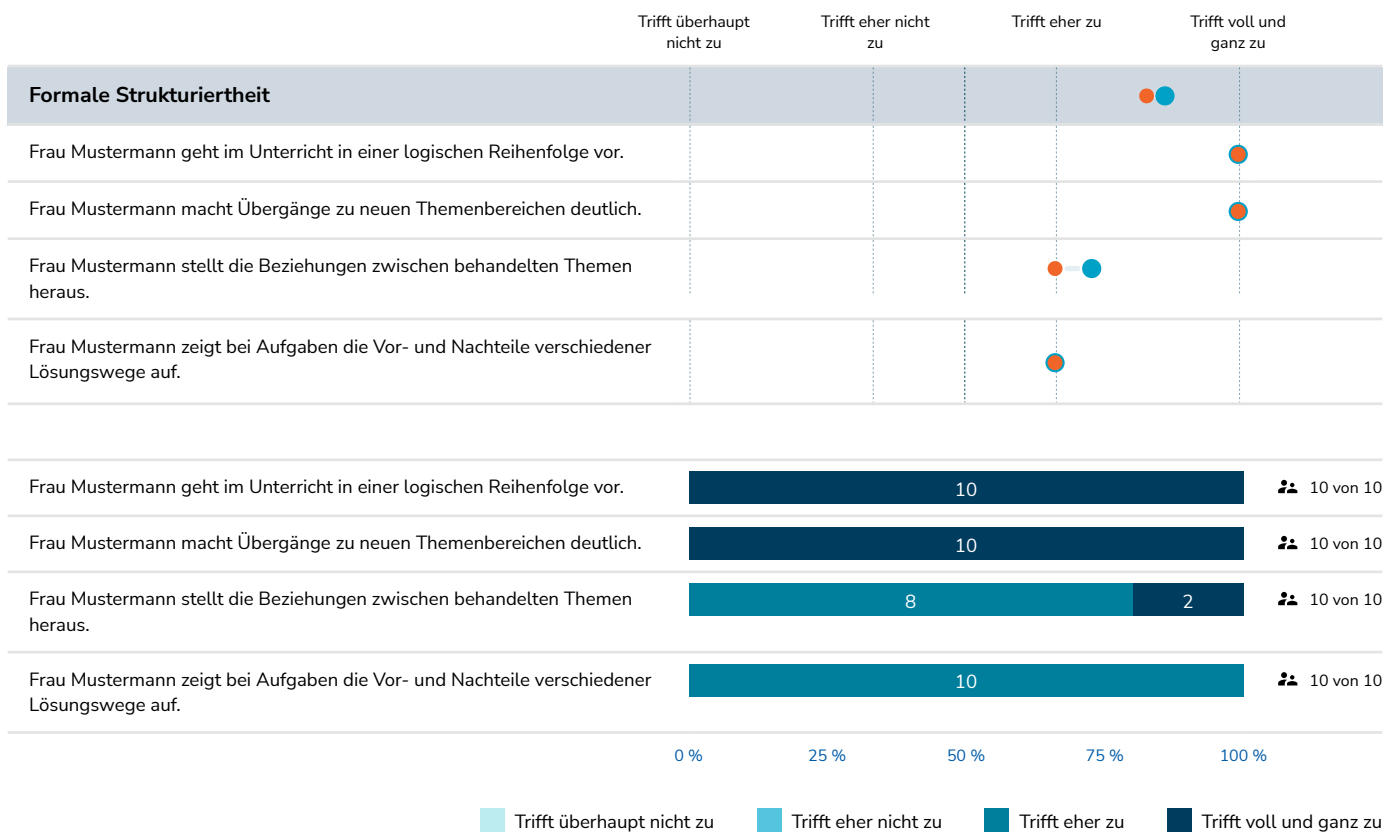 Trifft überhaupt
nicht zu
Trifft eher nicht
zu
Trifft eher zu
Trifft voll und
ganz zu
Formale Strukturiertheit
Frau Mustermann geht im Unterricht in einer logischen Reihenfolge vor.
Frau Mustermann macht Übergänge zu neuen Themenbereichen deutlich.
Frau Mustermann stellt die Beziehungen zwischen behandelten Themen
heraus.
Frau Mustermann zeigt bei Aufgaben die Vor- und Nachteile verschiedener
Lösungswege auf.
Frau Mustermann geht im Unterricht in einer logischen Reihenfolge vor.
10
10 von 10
Frau Mustermann macht Übergänge zu neuen Themenbereichen deutlich.
10
10 von 10
Frau Mustermann stellt die Beziehungen zwischen behandelten Themen
heraus.
8
2
10 von 10
Frau Mustermann zeigt bei Aufgaben die Vor- und Nachteile verschiedener
Lösungswege auf.
10
10 von 10
0 %
25 %
50 %
75 %
100 %
Trifft überhaupt nicht zu
Trifft eher nicht zu
Trifft eher zu
Trifft voll und ganz zu